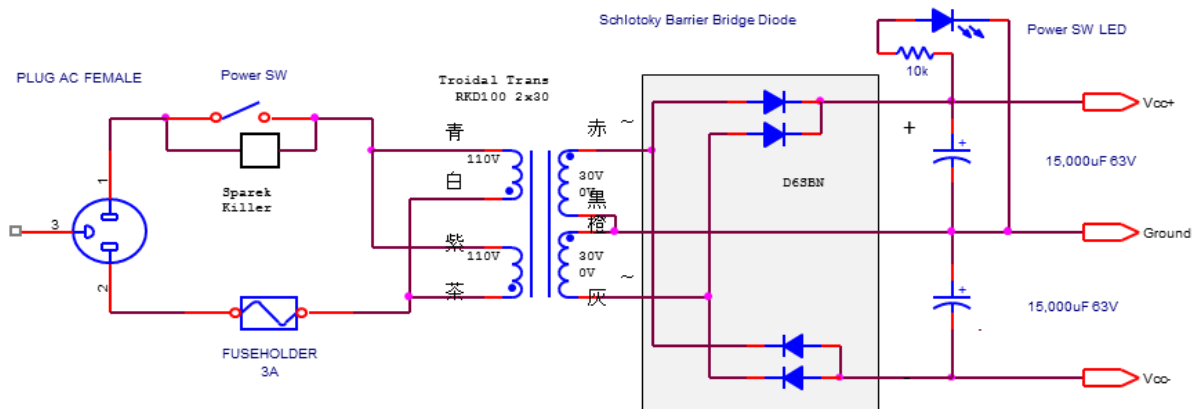 Schlotoky Barrier Bridge Diode
Power SW LED
10k
PLUG AC FEMALE
Power SW
Troidal Trans
RKD100 2x30
青
赤
~
Vcc+
+
110V
30V
0V
+
15,000uF 63V
D6SBN
Sparek
Killer
白
黒
1
3
橙
Ground
紫
110V
30V
0V
~
+
15,000uF 63V
2
茶
灰
FUSEHOLDER
3A
-
Vcc-